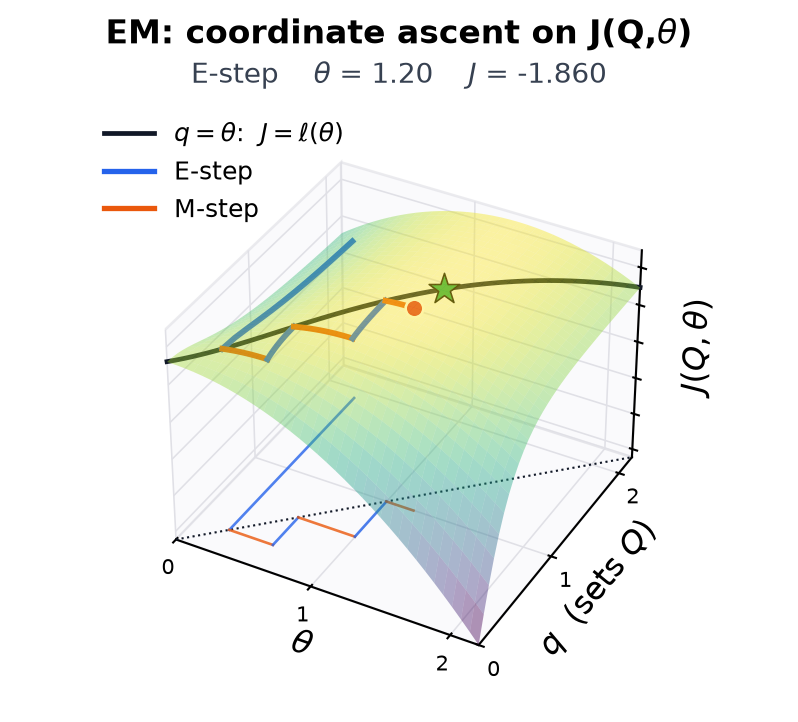 EM: coordinate ascent on J(Q,θ)
E-step θ = 1.20 J = -1.860
q = θ: J = ℓ(θ)
E-step
M-step
J(Q, θ)
2
1
0
q (sets Q)
0
1
2
θ